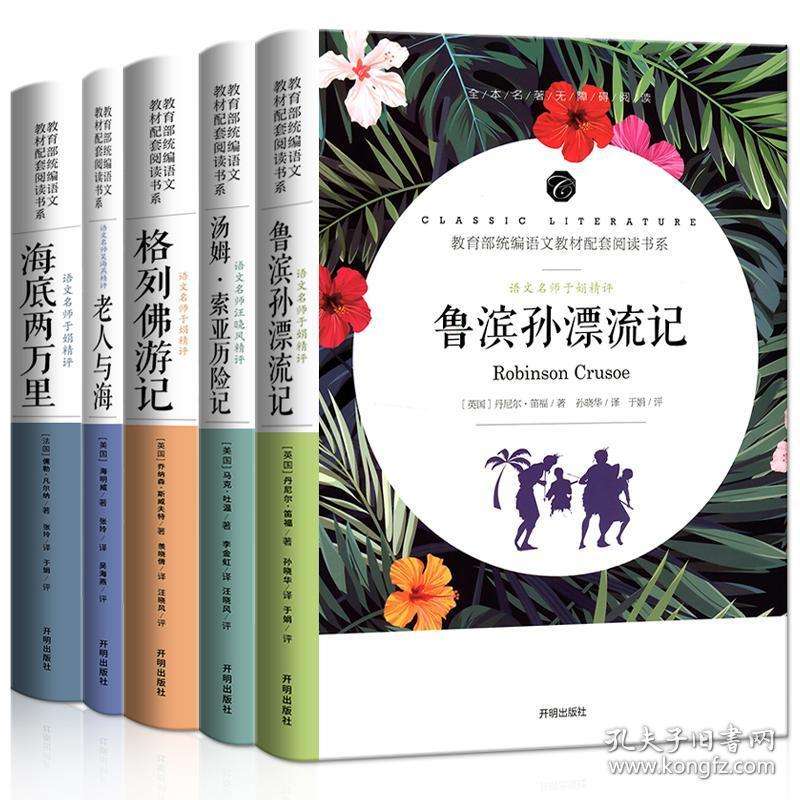 教育部统编语文
教材配套阅读书系
语文名师于娟精评
海底两万里
[法国]儒勒·凡尔纳/著
张玲/译 于娟/评
开明出版社
教育部统编语文
教材配套阅读书系
语文名师吴海燕精评
老人与海
[美国]海明威/著
张玲/译 吴海燕/评
开明出版社
教育部统编语文
教材配套阅读书系
语文名师于娟精评
格列佛游记
[英国]乔纳森·斯威夫特/著
姜晓倩/译 汪晓风/评
开明出版社
教育部统编语文
教材配套阅读书系
语文名师汪晓风精评
汤姆·索亚历险记
[美国]马克·吐温/著
李金虹/译 汪晓风/评
开明出版社
教育部统编语文
教材配套阅读书系
语文名师于娟精评
鲁滨孙漂流记
[英国]丹尼尔·笛福/著
孙晓华/译 于娟/评
开明出版社
全本名著无障碍阅读
C
CLASSIC LITERATURE
教育部统编语文教材配套阅读书系
语文名师于娟精评
鲁滨孙漂流记
Robinson Crusoe
[英国]丹尼尔·笛福/著 孙晓华/译 于娟/评
开明出版社
孔夫子旧书网
www.kongfz.com